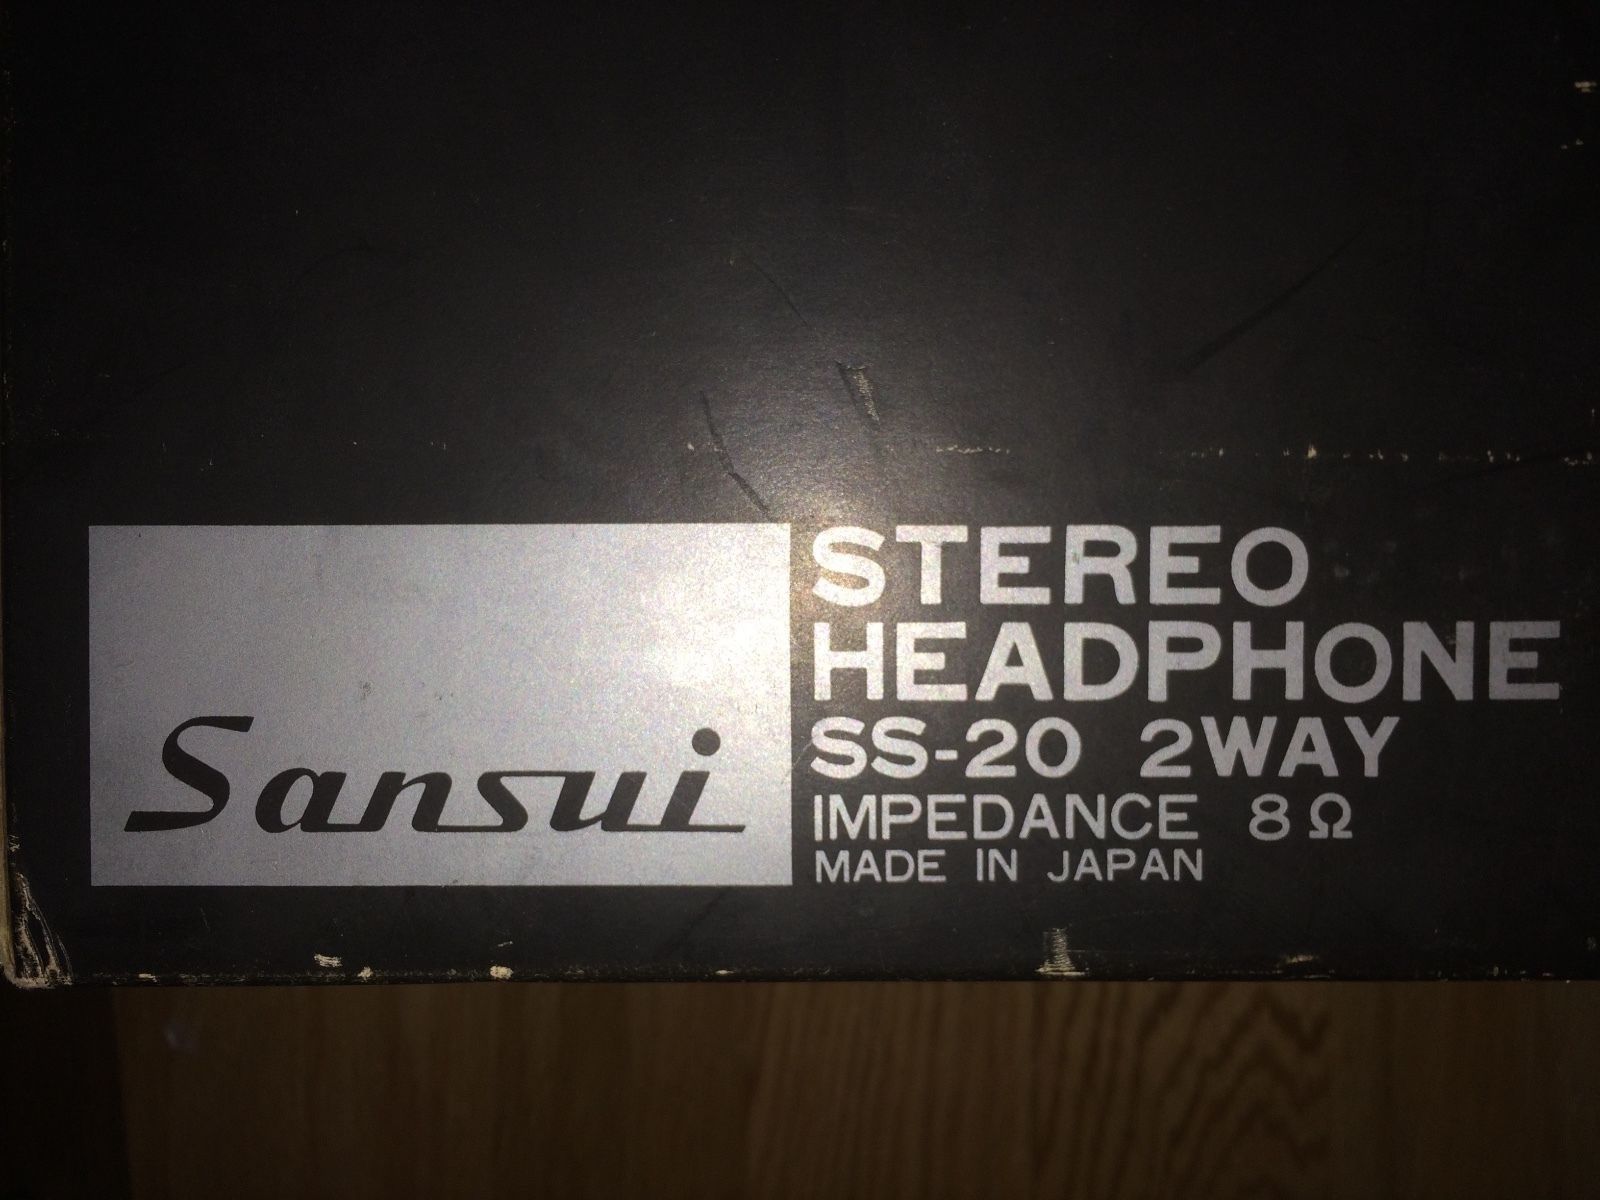 Sansui
STEREO
HEADPHONE
SS-20 2WAY
IMPEDANCE 8Ω
MADE IN JAPAN